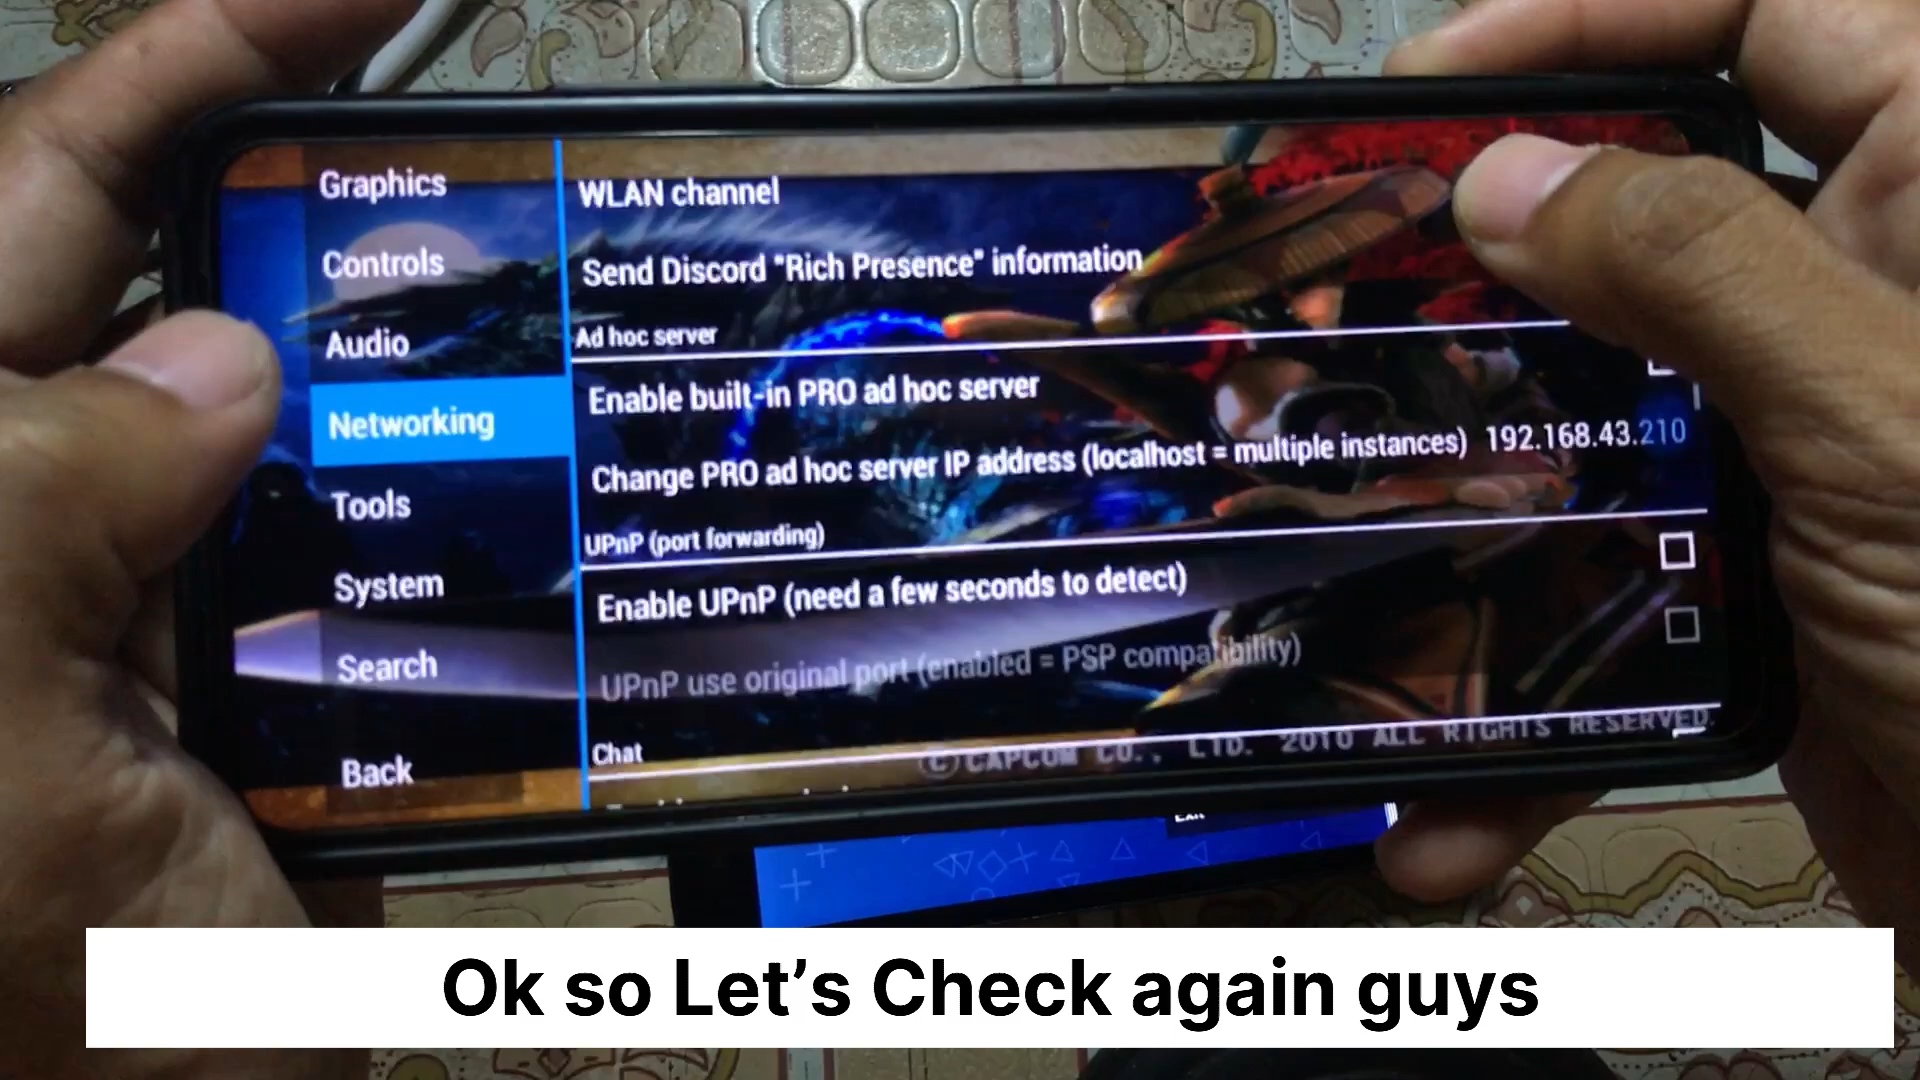 Graphics
Controls
Audio
Networking
Tools
System
Search
Back
WLAN channel
Send Discord "Rich Presence" information
Ad hoc server
Enable built-in PRO ad hoc server
Change PRO ad hoc server IP address (localhost = multiple instances) 192.168.43.210
UPnP (port forwarding)
Enable UPnP (need a few seconds to detect)
UPnP use original port (enabled = PSP compatibility)
Chat
©CAPCOM CO., LTD. 2010 ALL RIGHTS RESERVED.
Ok so Let’s Check again guys